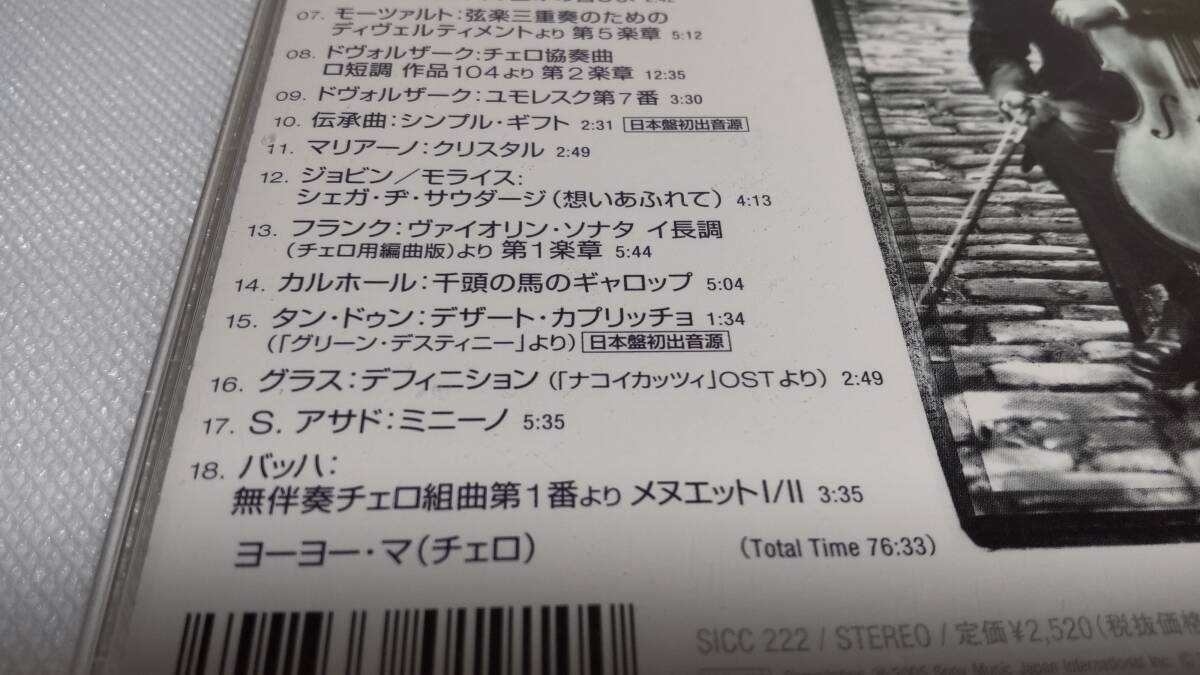 07. モーツァルト:弦楽三重奏のための
ディヴェルティメントより 第5楽章 5:12
08. ドヴォルザーク:チェロ協奏曲
ロ短調 作品104より 第2楽章 12:35
09. ドヴォルザーク:ユモレスク第7番 3:30
10. 伝承曲:シンプル・ギフト 2:31 日本盤初出音源
11. マリアーノ:クリスタル 2:49
12. ジョビン/モライス:
シェガ・ヂ・サウダージ(想いあふれて) 4:13
13. フランク:ヴァイオリン・ソナタ イ長調
(チェロ用編曲版)より 第1楽章 5:44
14. カルホール:千頭の馬のギャロップ 5:04
15. タン・ドゥン:デザート・カプリッチョ 1:34
(「グリーン・デスティニー」より) 日本盤初出音源
16. グラス:デフィニション(「ナコイカッツィ」OSTより) 2:49
17. S. アサド:ミニーノ 5:35
18. バッハ:
無伴奏チェロ組曲第1番より メヌエットI/II 3:35
ヨーヨー・マ(チェロ) (Total Time 76:33)
SICC 222 / STEREO / 定価¥2,520(税抜価格
Sony Music Japan International Inc.